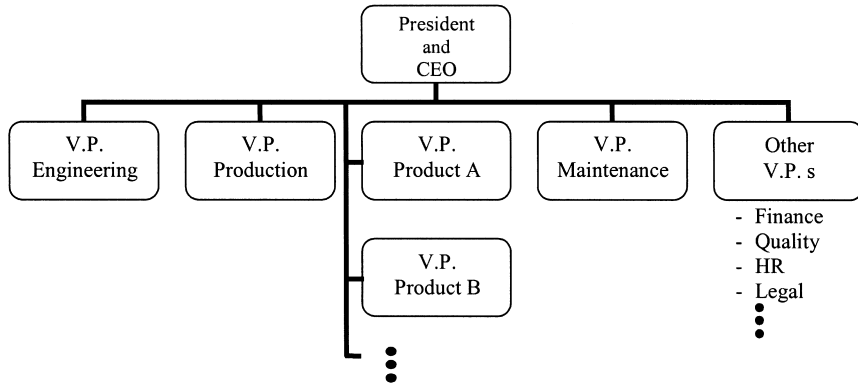 President
and
CEO
V.P.
Engineering
V.P.
Production
V.P.
Product A
V.P.
Maintenance
Other
V.P. s
- Finance
- Quality
- HR
- Legal
V.P.
Product B